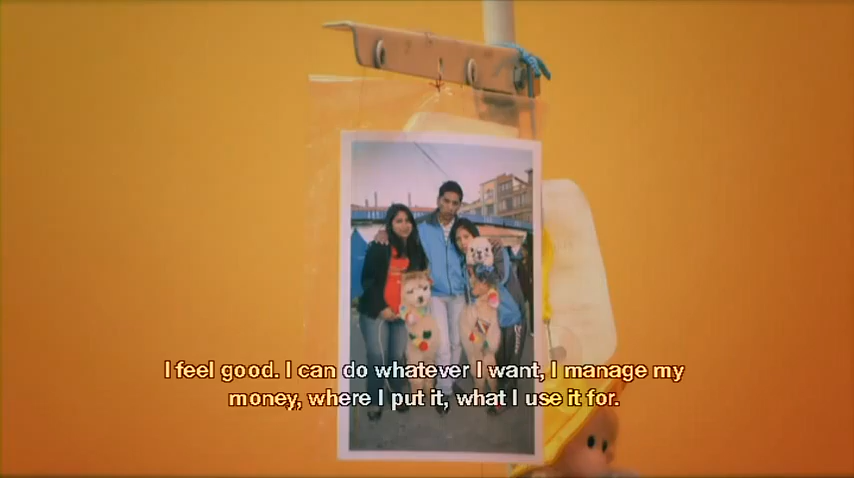 I feel good. I can do whatever I want, I manage my
money, where I put it, what I use it for.